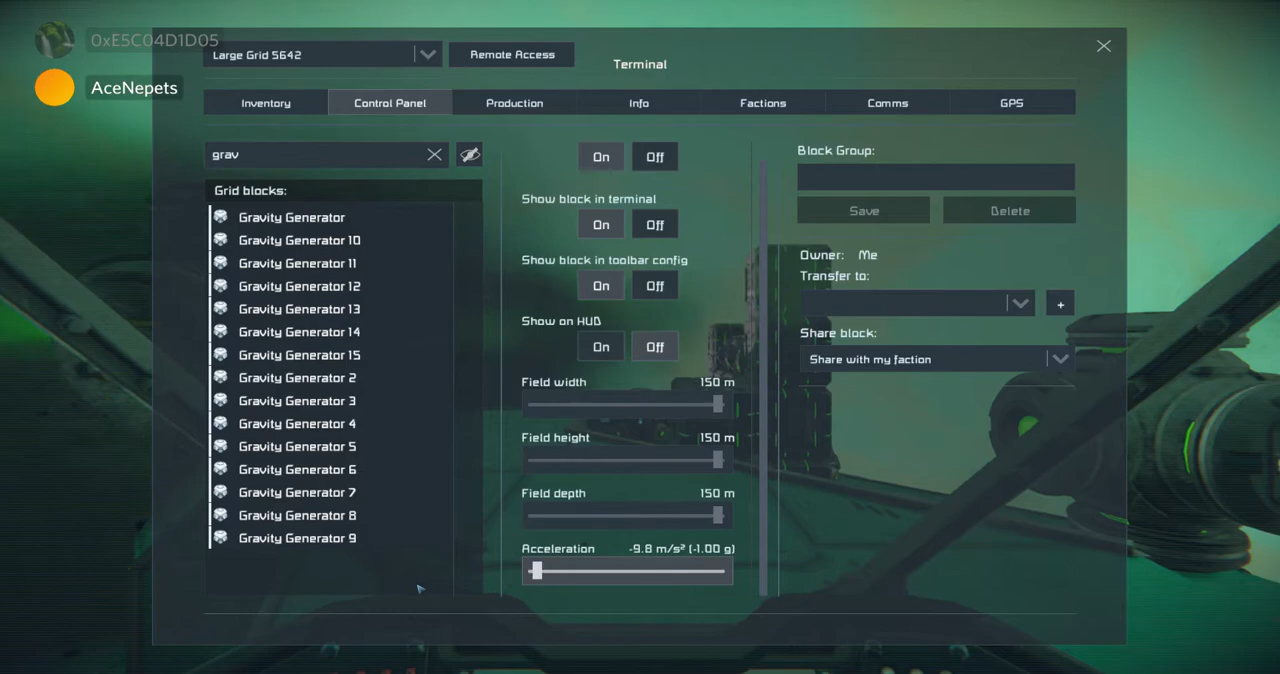 0xE5C04D1D05
AceNepets
Large Grid 5642
Remote Access
Terminal
Inventory
Control Panel
Production
Info
Factions
Comms
GPS
grav
Grid blocks:
Gravity Generator
Gravity Generator 10
Gravity Generator 11
Gravity Generator 12
Gravity Generator 13
Gravity Generator 14
Gravity Generator 15
Gravity Generator 2
Gravity Generator 3
Gravity Generator 4
Gravity Generator 5
Gravity Generator 6
Gravity Generator 7
Gravity Generator 8
Gravity Generator 9
On Off
Show block in terminal
On Off
Show block in toolbar config
On Off
Show on HUD
On Off
Field width 150 m
Field height 150 m
Field depth 150 m
Acceleration -9.8 m/s² (-1.00 g)
Block Group:
Save Delete
Owner: Me
Transfer to:
+
Share block:
Share with my faction